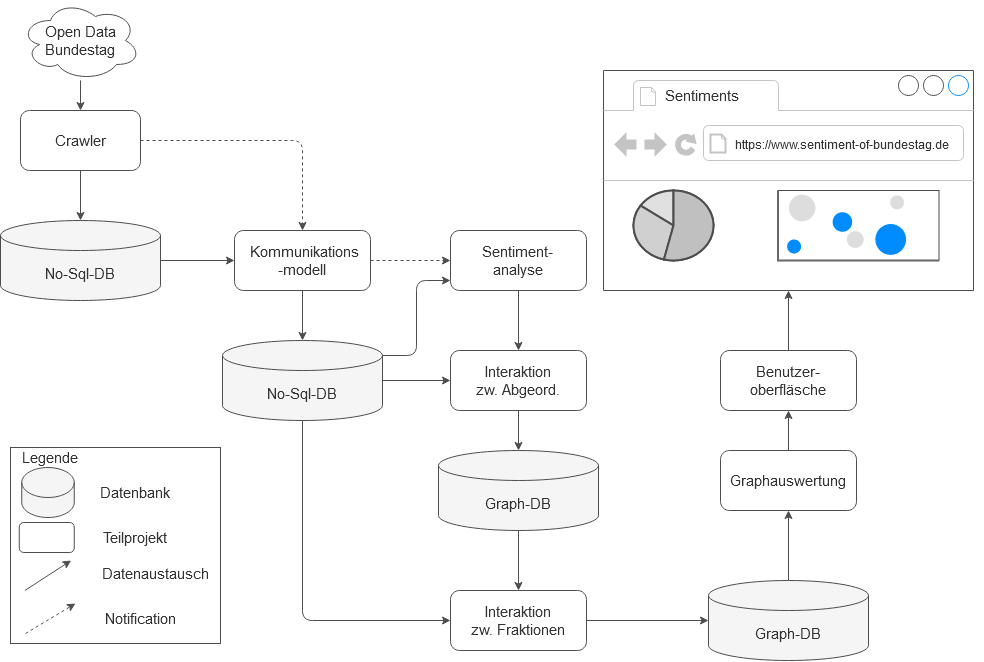 Open Data
Bundestag
Crawler
No-Sql-DB
Kommunikations
-modell
No-Sql-DB
Sentiment-
analyse
Interaktion
zw. Abgeord.
Graph-DB
Interaktion
zw. Fraktionen
Graph-DB
Graphauswertung
Benutzer-
oberfläsche
Sentiments
https://www.sentiment-of-bundestag.de
Legende
Datenbank
Teilprojekt
Datenaustausch
Notification